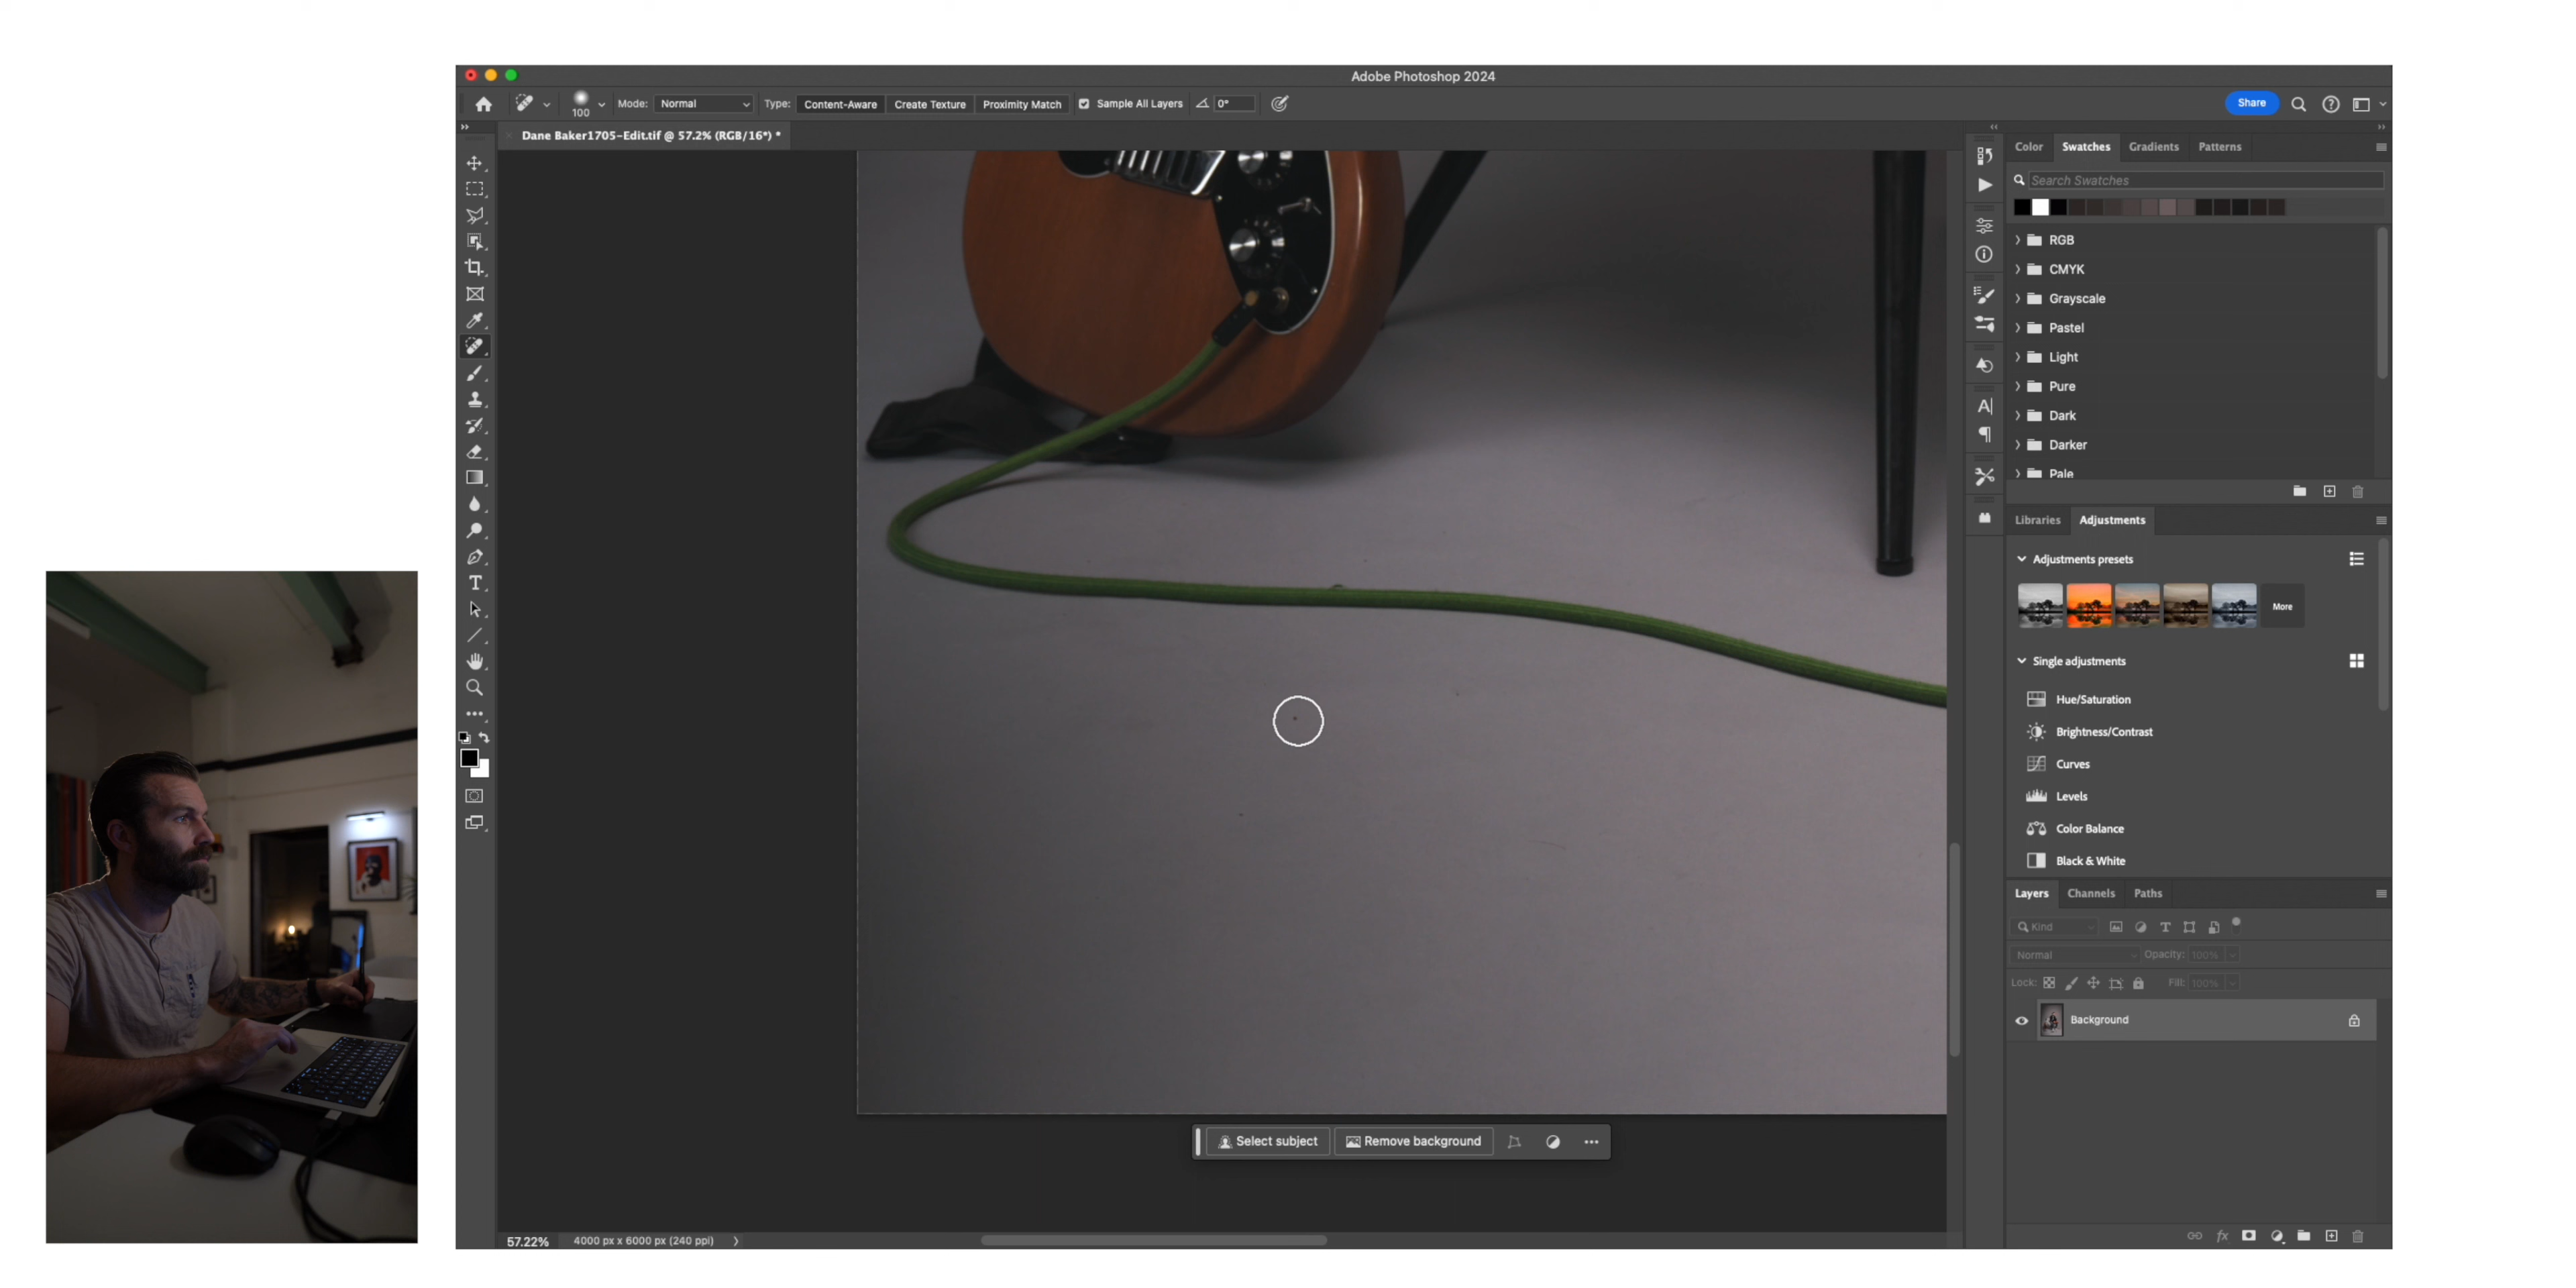 Adobe Photoshop 2024
100 Mode: Normal Type: Content-Aware Create Texture Proximity Match Sample All Layers 0° Share
Dane Baker1705-Edit.tif @ 57.2% (RGB/16*) *
Color Swatches Gradients Patterns
Search Swatches
RGB
CMYK
Grayscale
Pastel
Light
Pure
Dark
Darker
Pale
Libraries Adjustments
Adjustments presets
More
Single adjustments
Hue/Saturation
Brightness/Contrast
Curves
Levels
Color Balance
Black & White
Layers Channels Paths
Kind
Normal Opacity: 100%
Lock: Fill: 100%
Background
Select subject Remove background
57.22% 4000 px x 6000 px (240 ppi)